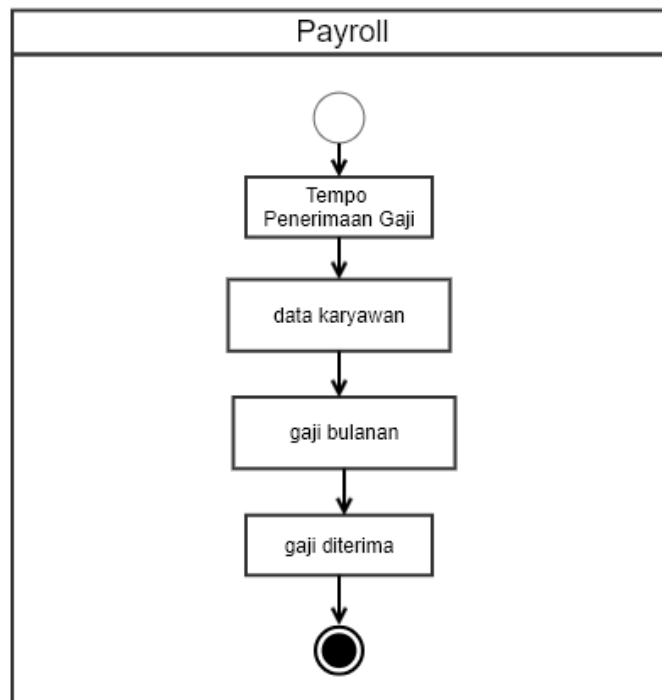 Payroll
Tempo
Penerimaan Gaji
data karyawan
gaji bulanan
gaji diterima